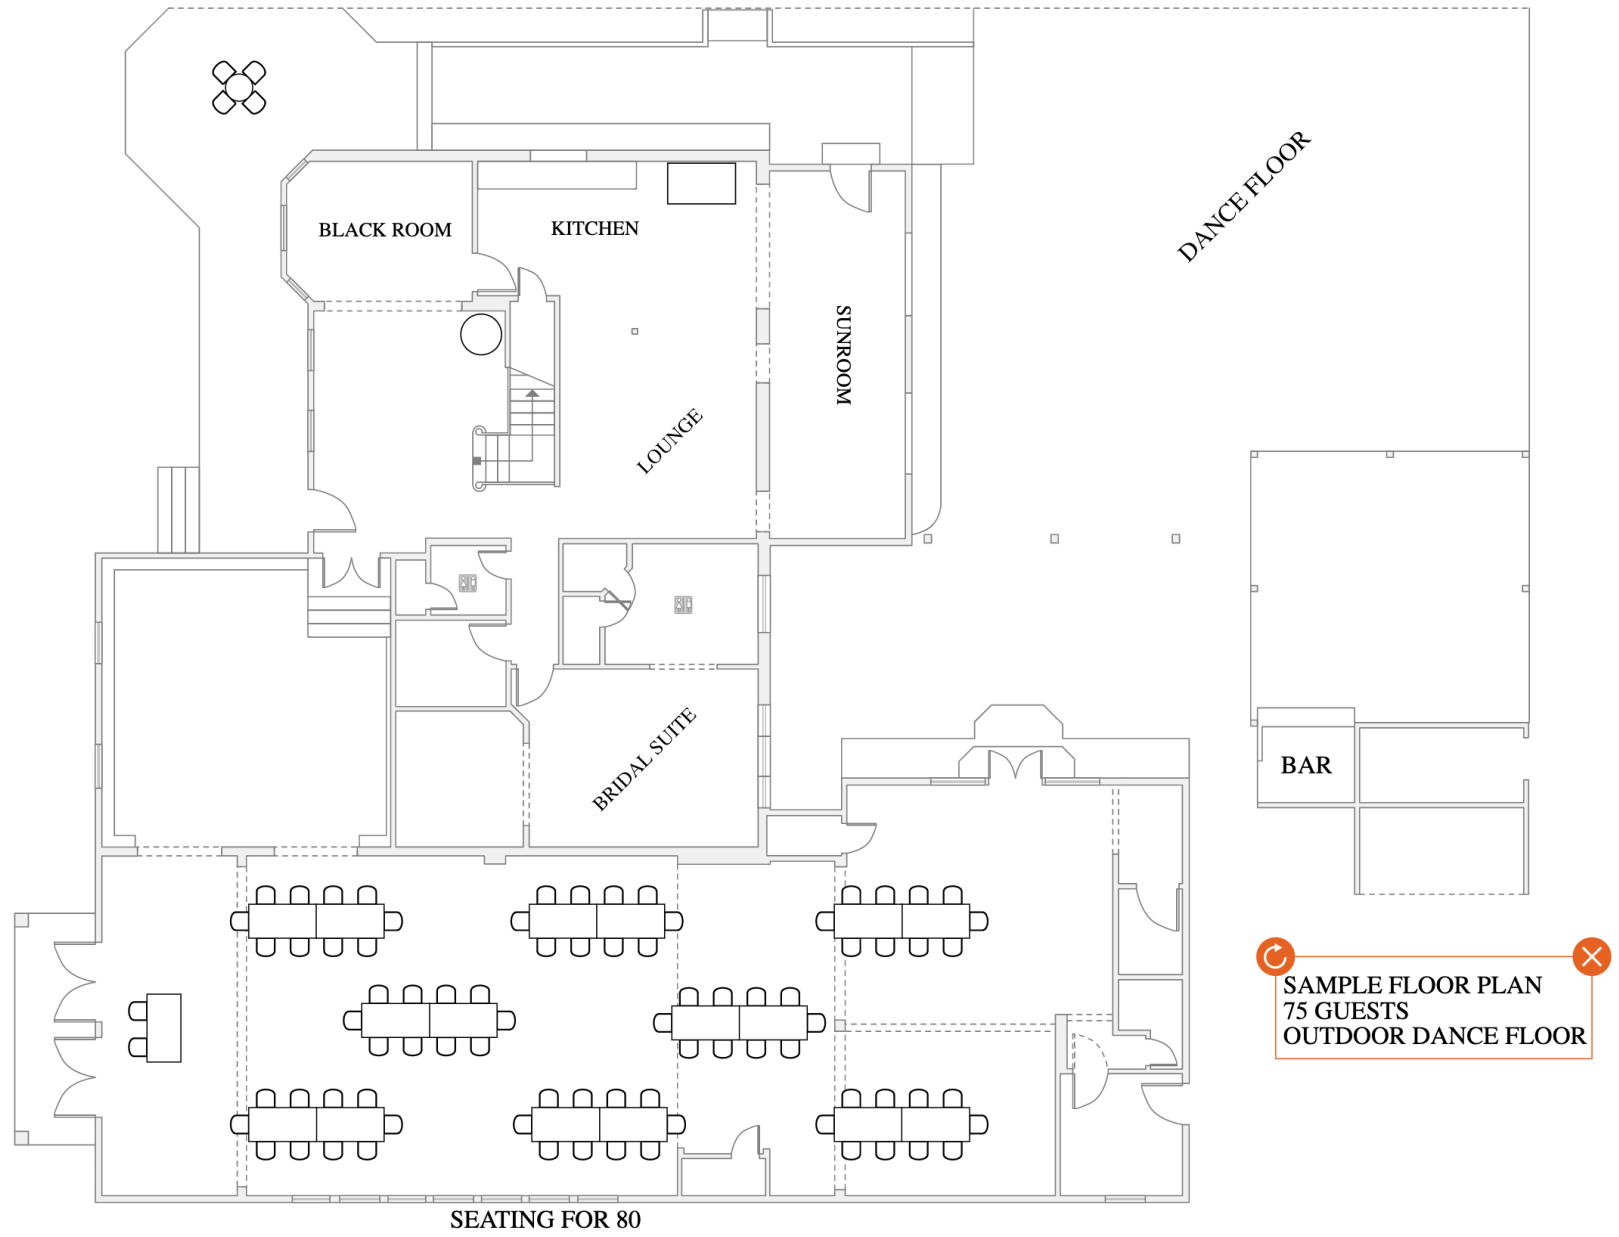 DANCE FLOOR
BLACK ROOM
KITCHEN
SUNROOM
LOUNGE
BRIDAL SUITE
BAR
SAMPLE FLOOR PLAN
75 GUESTS
OUTDOOR DANCE FLOOR
SEATING FOR 80